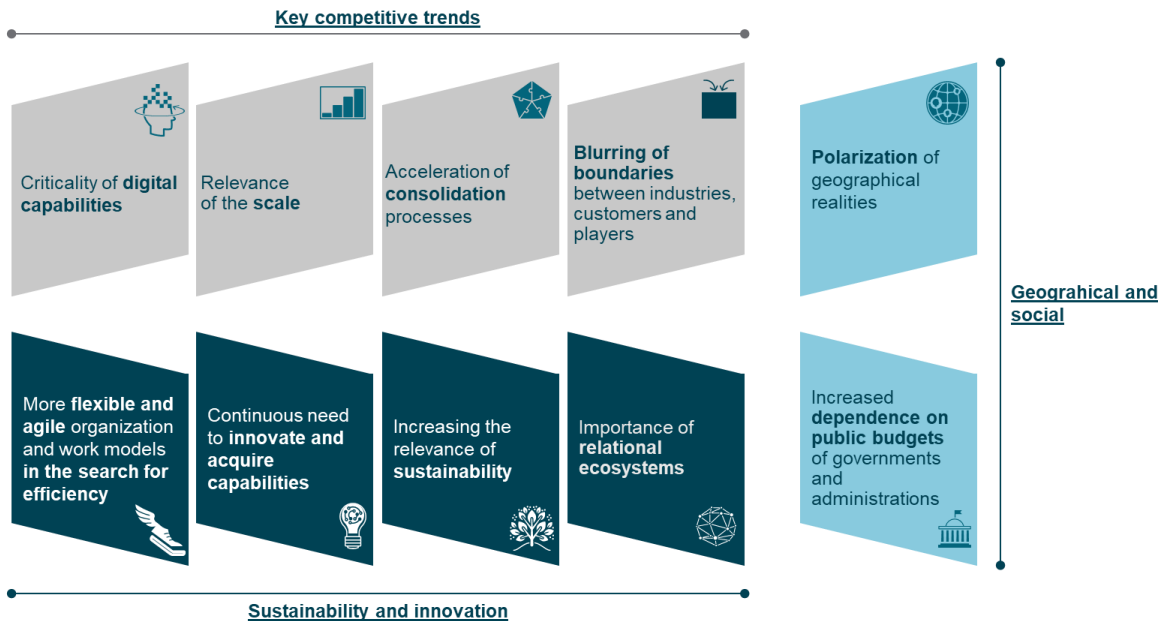 Key competitive trends
Criticality of digital
capabilities
Relevance
of the scale
Acceleration of
consolidation
processes
Blurring of
boundaries
between industries,
customers and
players
Polarization of
geographical
realities
Geograhical and
social
More flexible and
agile organization
and work models
in the search for
efficiency
Continuous need
to innovate and
acquire
capabilities
Increasing the
relevance of
sustainability
Importance of
relational
ecosystems
Increased
dependence on
public budgets
of governments
and
administrations
Sustainability and innovation